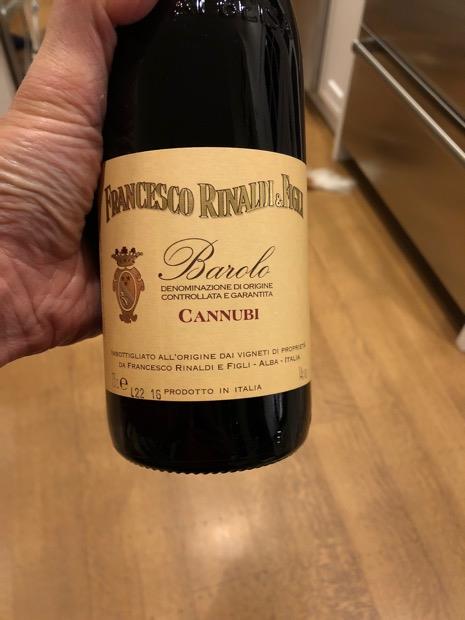 FRANCESCO RINALDI & FIGLI
Barolo
DENOMINAZIONE DI ORIGINE
CONTROLLATA E GARANTITA
CANNUBI
IMBOTTIGLIATO ALL'ORIGINE DAI VIGNETI DI PROPRIETÀ
DA FRANCESCO RINALDI E FIGLI - ALBA - ITALIA
e L22 16 PRODOTTO IN ITALIA